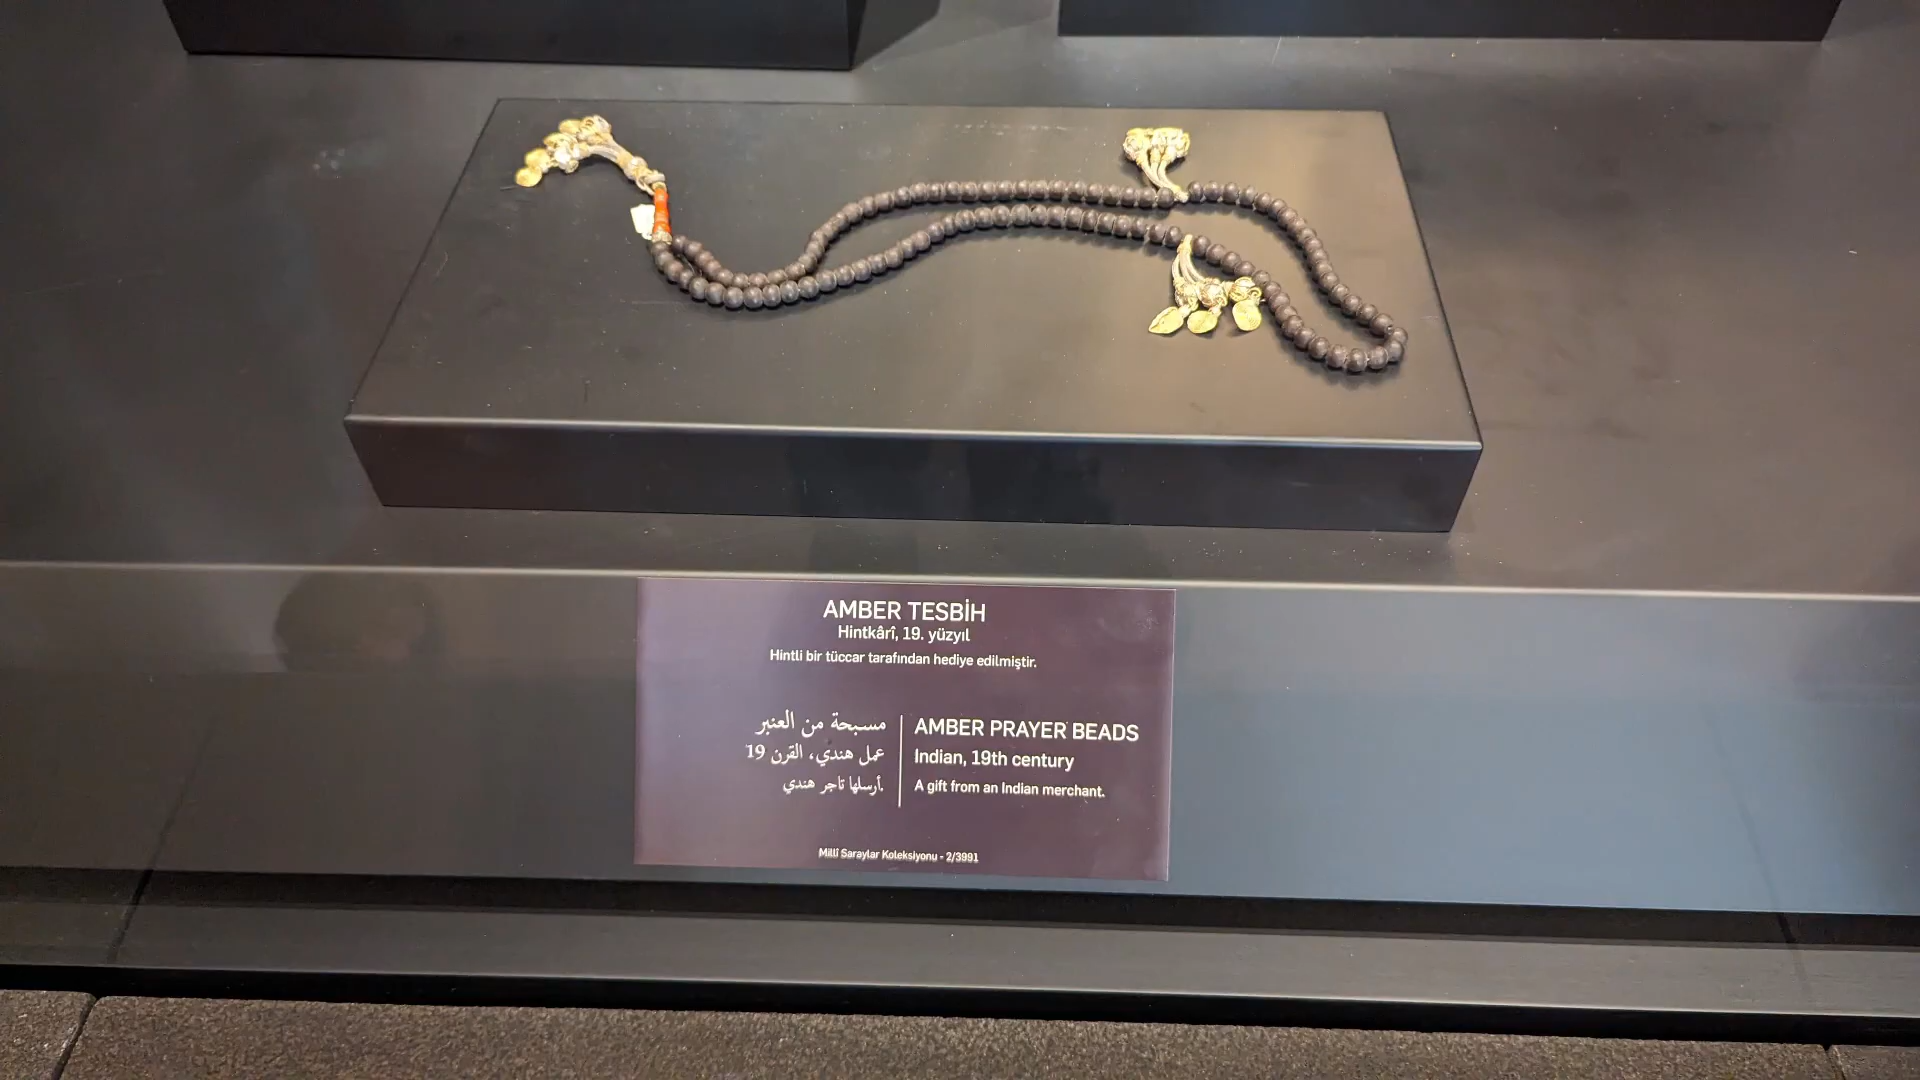 AMBER TESBİH
Hintkârî, 19. yüzyıl
Hintli bir tüccar tarafından hediye edilmiştir.
مسبحة من العنبر
عمل هندي، القرن 19
أرسلها تاجر هندي.
AMBER PRAYER BEADS
Indian, 19th century
A gift from an Indian merchant.
Millî Saraylar Koleksiyonu - 2/3991